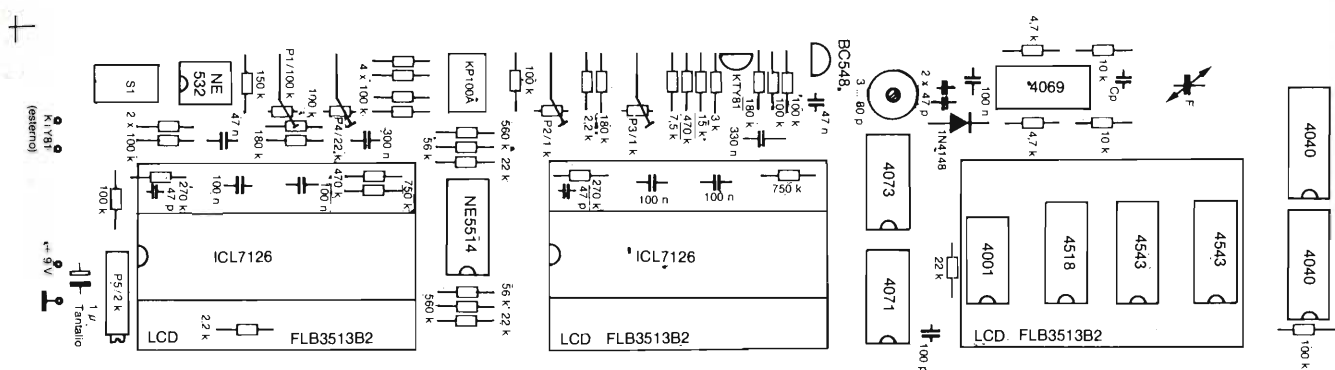 S1
NE
532
150 k
P1/100 k
100 k
P4/22 k
4 x 100 k
KP100A
100 k
P2/1 k
2,2 k
180 k
P3/1 k
7,5 k
470 k
15 k
3 k
KTY81
180 k
100 k
100 k
BC548
47 n
3 ... 80 p
2 x 47 p
100 n
1N4148
4,7 k
4069
10 k
Cp
F
4,7 k
10 k
(esterno)
KTY81
2 x 100 k
47 n
180 k
300 n
56 k
560 k
22 k
330 n
100 k
270 k
47 p
100 n
100 n
470 k
750 k
NE5514
270 k
47 p
100 n
100 n
750 k
4073
4040
+ 9 V
1 µ
Tantalio
P5/2 k
ICL7126
ICL7126
4071
22 k
4001
4518
4543
4543
4040
2,2 k
LCD FLB3513B2
560 k
56 k
22 k
LCD FLB3513B2
100 p
LCD FLB3513B2
100 k